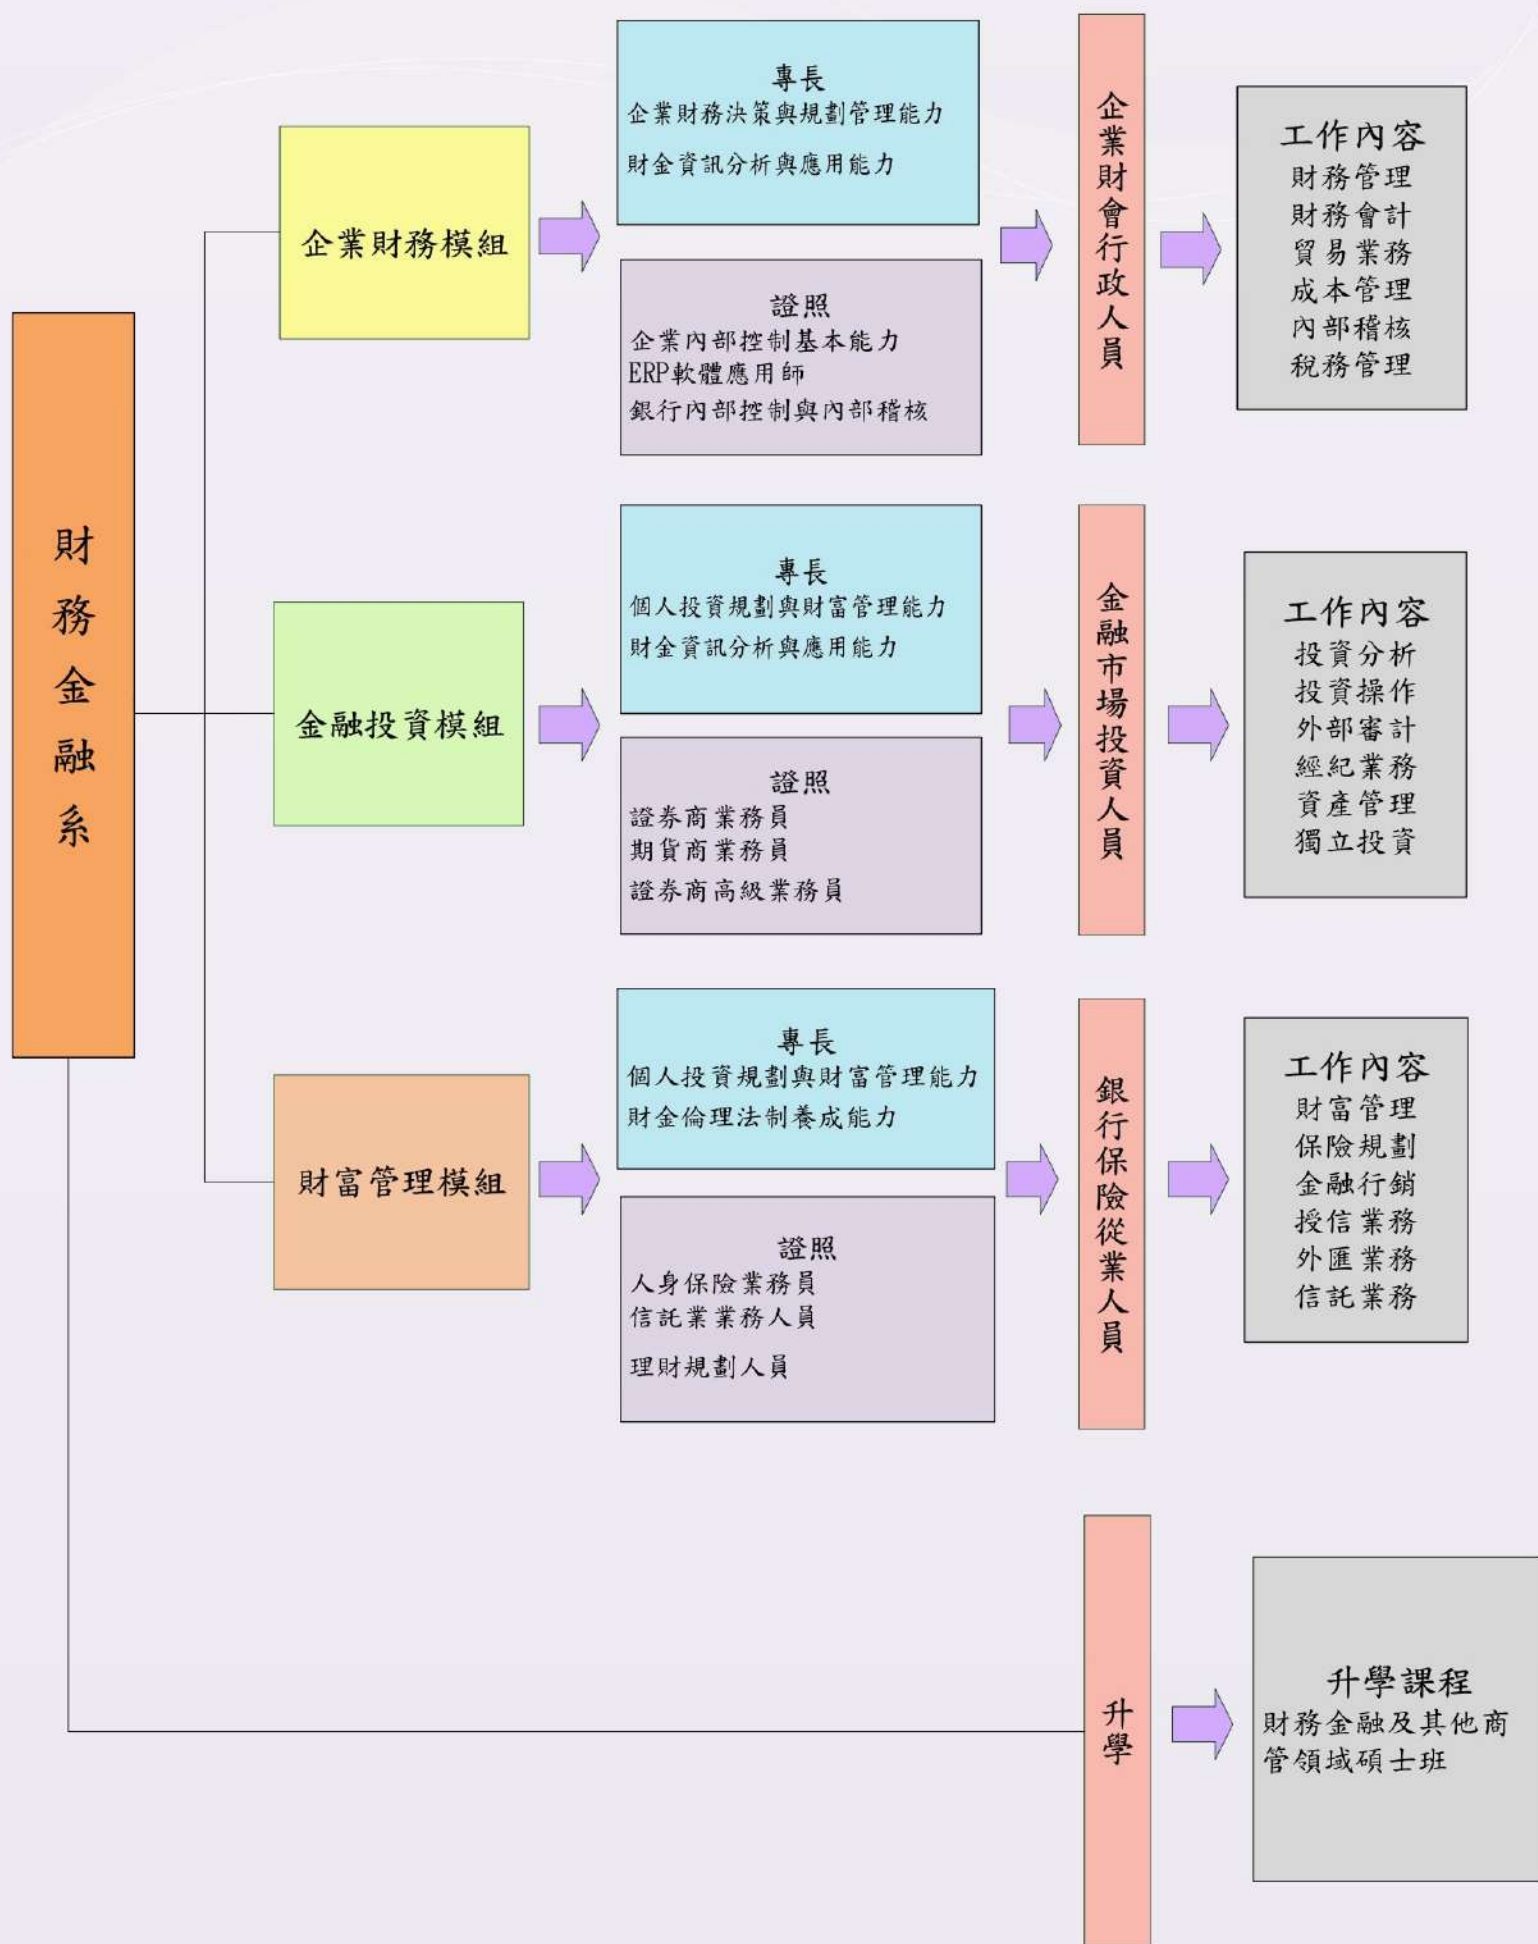 財務金融系
企業財務模組
專長
企業財務決策與規劃管理能力
財金資訊分析與應用能力
證照
企業內部控制基本能力
ERP軟體應用師
銀行內部控制與內部稽核
企業財會行政人員
工作內容
財務管理
財務會計
貿易業務
成本管理
內部稽核
稅務管理
金融投資模組
專長
個人投資規劃與財富管理能力
財金資訊分析與應用能力
證照
證券商業務員
期貨商業務員
證券商高級業務員
金融市場投資人員
工作內容
投資分析
投資操作
外部審計
經紀業務
資產管理
獨立投資
財富管理模組
專長
個人投資規劃與財富管理能力
財金倫理法制養成能力
證照
人身保險業務員
信託業業務人員
理財規劃人員
銀行保險從業人員
工作內容
財富管理
保險規劃
金融行銷
授信業務
外匯業務
信託業務
升學
升學課程
財務金融及其他商
管領域碩士班